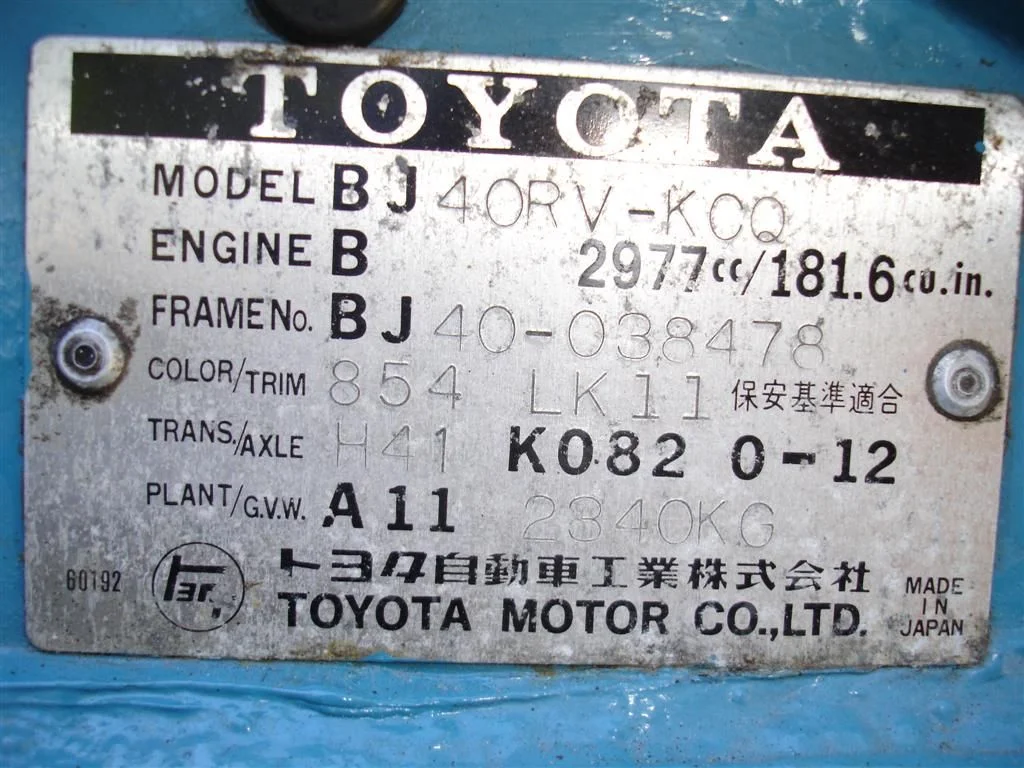 TOYOTA
MODEL BJ40RV-KCQ
ENGINE B 2977cc/181.6cu.in.
FRAME No. BJ40-038478
COLOR/TRIM 854 LK11 保安基準適合
TRANS./AXLE H41 K082 0-12
PLANT/G.V.W. A11 2340KG
トヨタ自動車工業株式会社
60192 TOYOTA MOTOR CO.,LTD.
MADE
IN
JAPAN